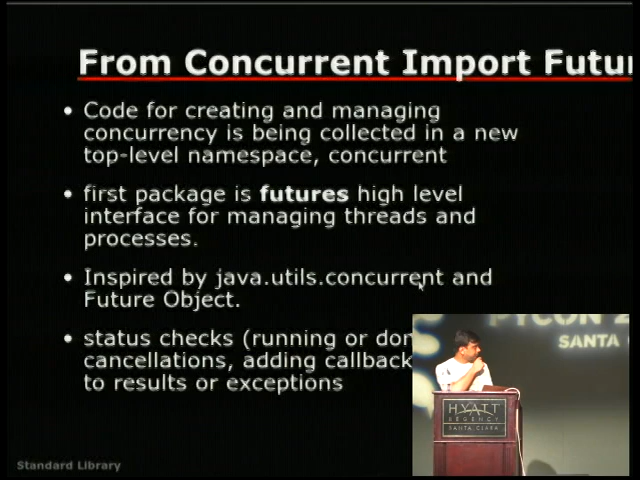 From Concurrent Import Futur
• Code for creating and managing
concurrency is being collected in a new
top-level namespace, concurrent
• first package is futures high level
interface for managing threads and
processes.
• Inspired by java.utils.concurrent and
Future Object.
• status checks (running or don
cancellations, adding callback
to results or exceptions
PYCON 2
SANTA C
HYATT
REGENCY
SANTA CLARA
Standard Library